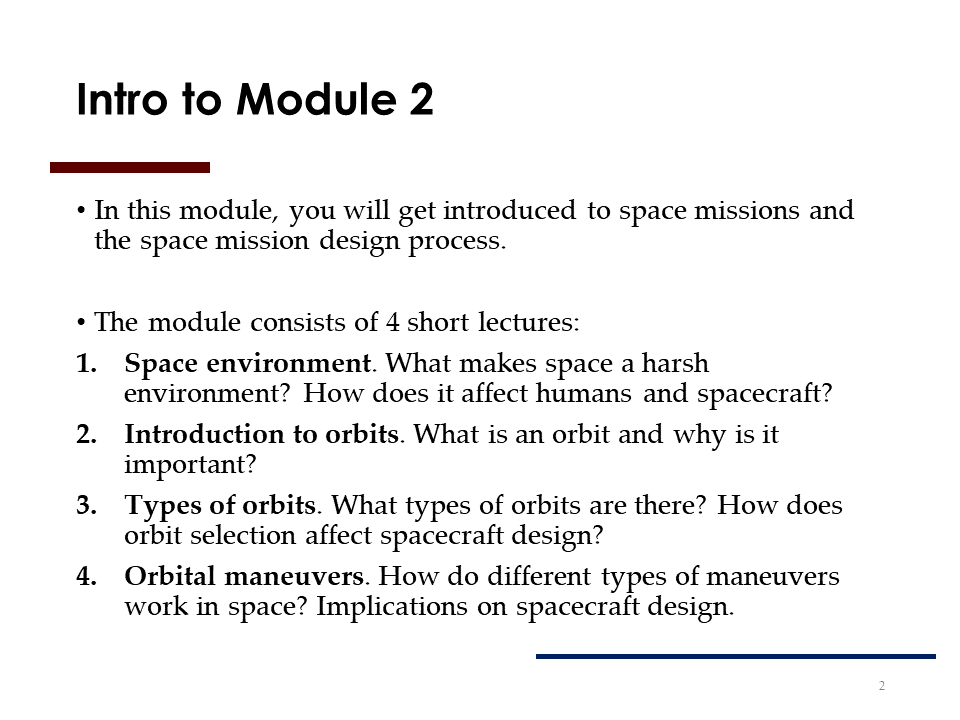 Intro to Module 2
• In this module, you will get introduced to space missions and
the space mission design process.
• The module consists of 4 short lectures:
1. Space environment. What makes space a harsh
environment? How does it affect humans and spacecraft?
2. Introduction to orbits. What is an orbit and why is it
important?
3. Types of orbits. What types of orbits are there? How does
orbit selection affect spacecraft design?
4. Orbital maneuvers. How do different types of maneuvers
work in space? Implications on spacecraft design.
2